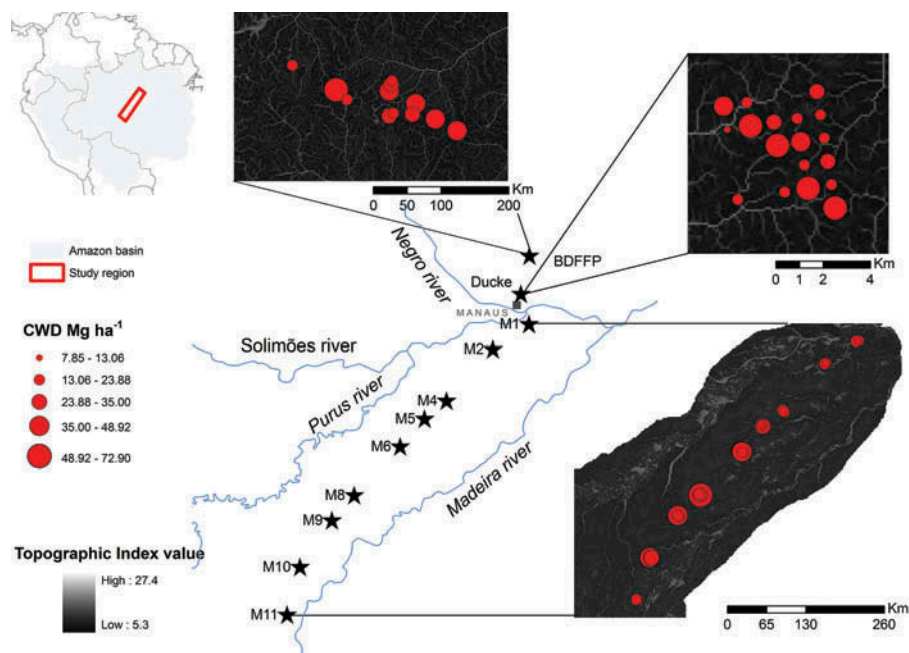 Amazon basin
Study region
CWD Mg ha⁻¹
7.85 - 13.06
13.06 - 23.88
23.88 - 35.00
35.00 - 48.92
48.92 - 72.90
Topographic Index value
High : 27.4
Low : 5.3
Km
0 50 100 200
Km
0 1 2 4
Km
0 65 130 260
Negro river
BDFFP
Ducke
MANAUS
M1
M2
Solimões river
Purus river
M4
M5
M6
Madeira river
M8
M9
M10
M11